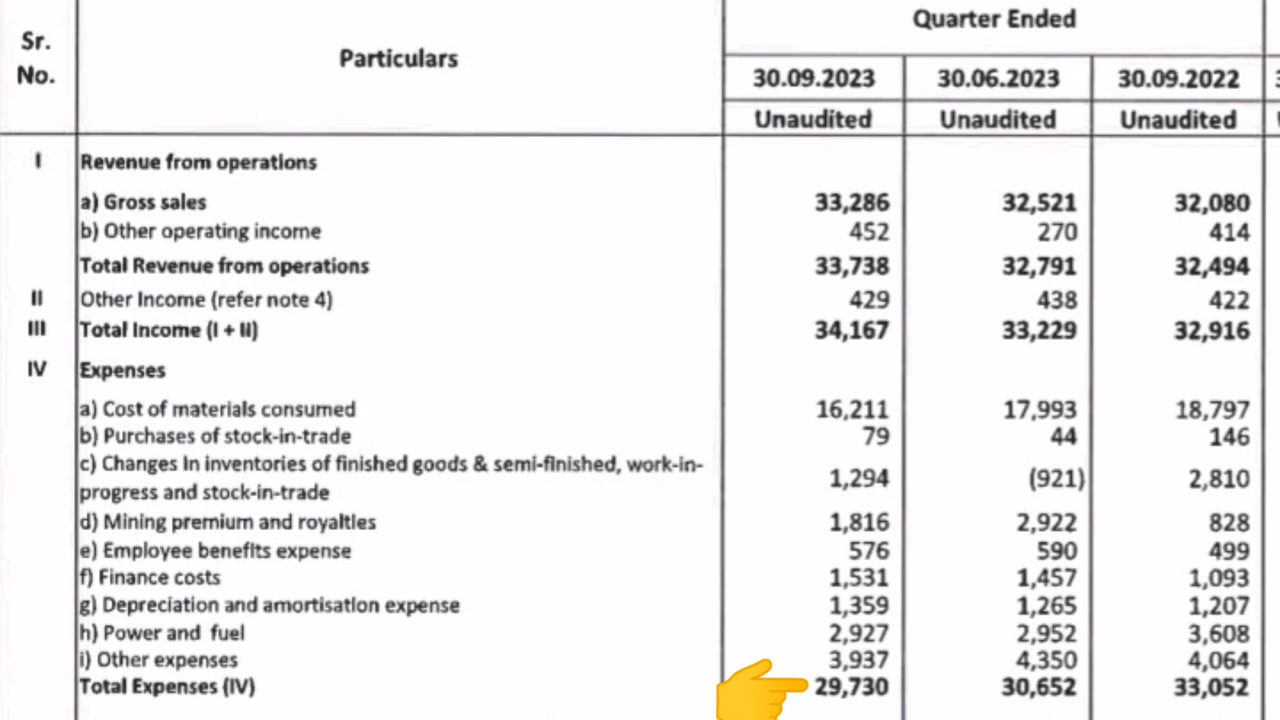 Quarter Ended
Sr. No. Particulars
30.09.2023 30.06.2023 30.09.2022
Unaudited Unaudited Unaudited
I Revenue from operations
a) Gross sales 33,286 32,521 32,080
b) Other operating income 452 270 414
Total Revenue from operations 33,738 32,791 32,494
II Other Income (refer note 4) 429 438 422
III Total Income (I + II) 34,167 33,229 32,916
IV Expenses
a) Cost of materials consumed 16,211 17,993 18,797
b) Purchases of stock-in-trade 79 44 146
c) Changes in inventories of finished goods & semi-finished, work-in-
progress and stock-in-trade 1,294 (921) 2,810
d) Mining premium and royalties 1,816 2,922 828
e) Employee benefits expense 576 590 499
f) Finance costs 1,531 1,457 1,093
g) Depreciation and amortisation expense 1,359 1,265 1,207
h) Power and fuel 2,927 2,952 3,608
i) Other expenses 3,937 4,350 4,064
Total Expenses (IV) 29,730 30,652 33,052